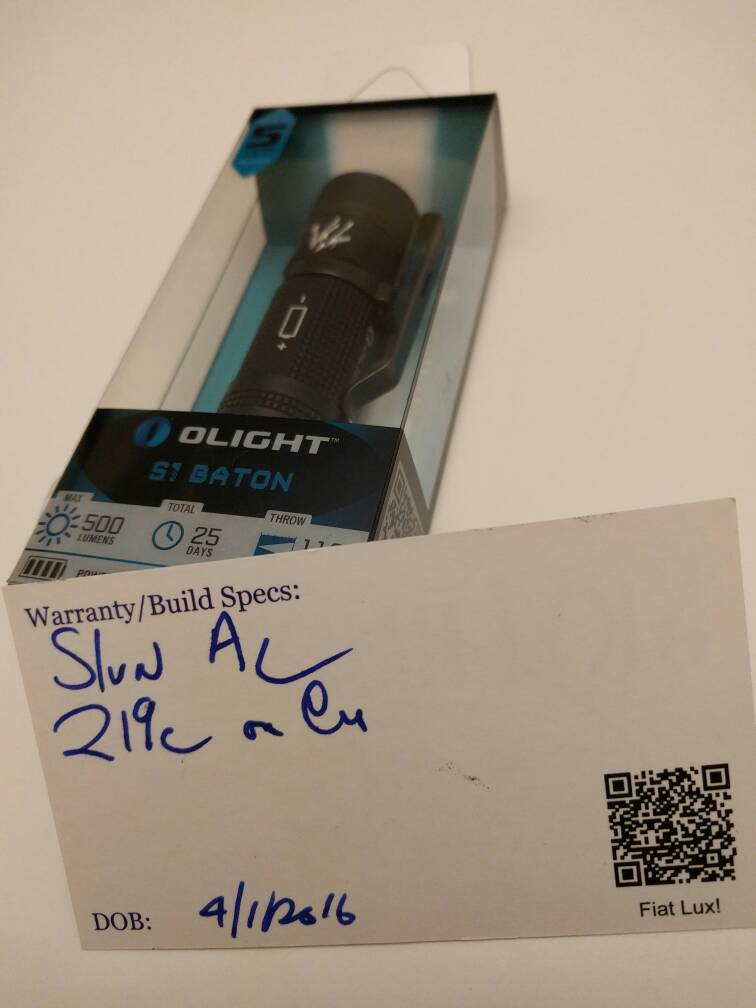 S
OLIGHT™
S1 BATON
MAX
500
LUMENS
TOTAL
25
DAYS
THROW
Warranty/Build Specs:
S1vN AL
219c on Cu
DOB: 4/1/2016
Fiat Lux!